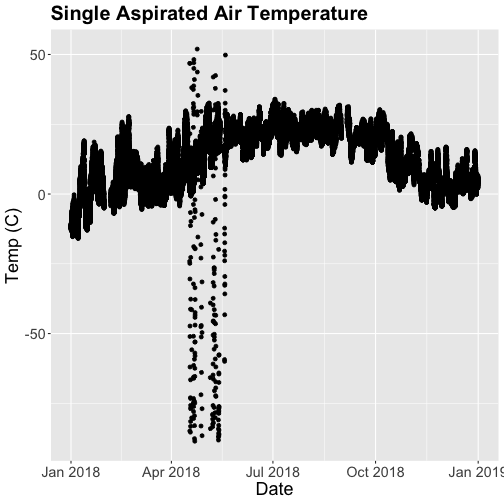 Single Aspirated Air Temperature
50
0
-50
Temp (C)
Jan 2018 Apr 2018 Jul 2018 Oct 2018 Jan 2019
Date